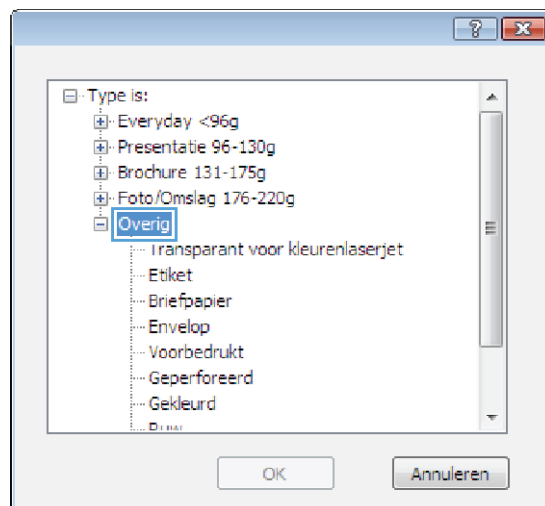 Type is:
Everyday <96g
Presentatie 96-130g
Brochure 131-175g
Foto/Omslag 176-220g
Overig
Transparant voor kleurenlaserjet
Etiket
Briefpapier
Envelop
Voorbedrukt
Geperforeerd
Gekleurd
OK
Annuleren